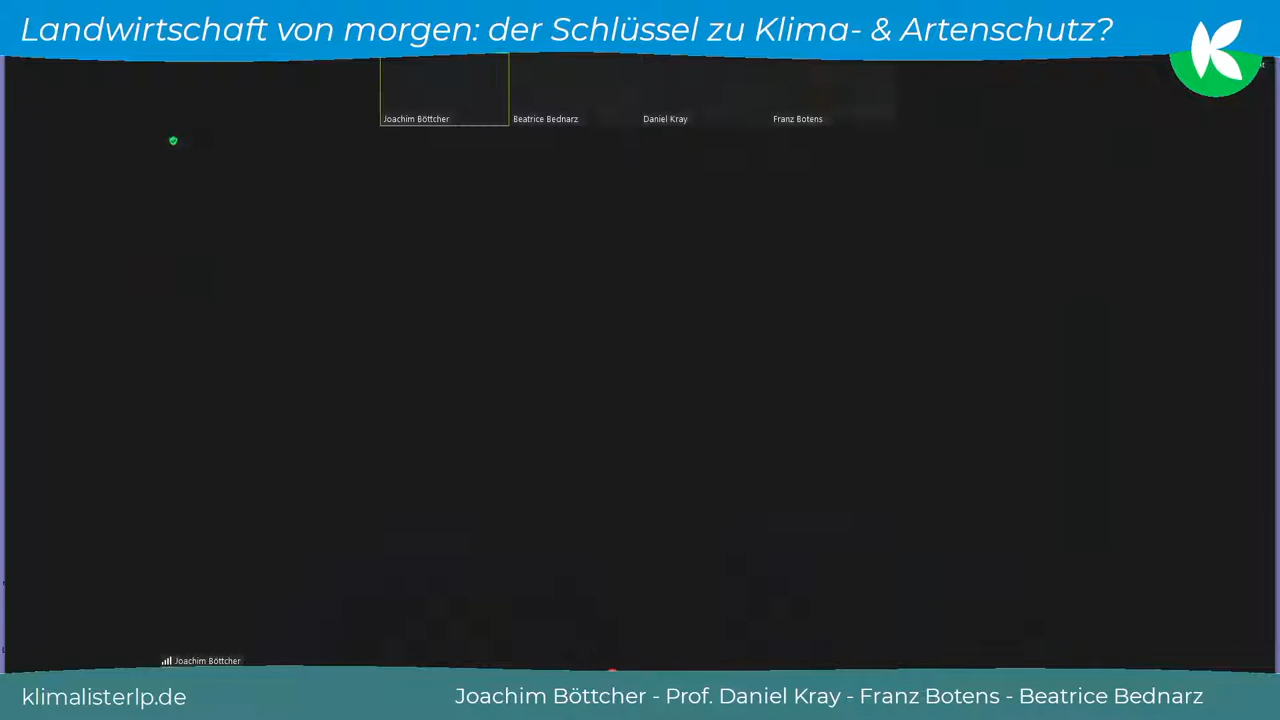 Landwirtschaft von morgen: der Schlüssel zu Klima- & Artenschutz?
Joachim Böttcher
Beatrice Bednarz
Daniel Kray
Franz Botens
Joachim Böttcher
klimalisterlp.de
Joachim Böttcher - Prof. Daniel Kray - Franz Botens - Beatrice Bednarz